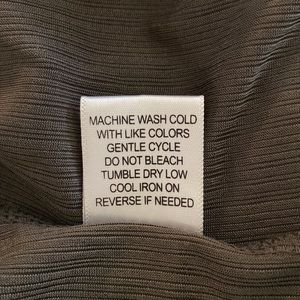 MACHINE WASH COLD
WITH LIKE COLORS
GENTLE CYCLE
DO NOT BLEACH
TUMBLE DRY LOW
COOL IRON ON
REVERSE IF NEEDED